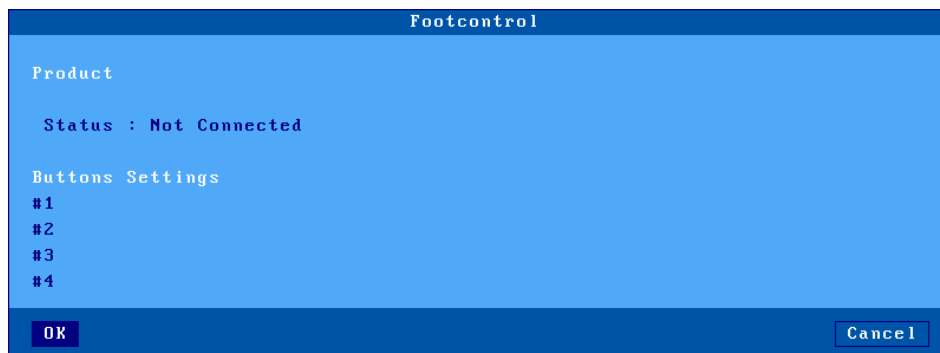 Footcontrol
Product
Status : Not Connected
Buttons Settings
#1
#2
#3
#4
OK Cancel